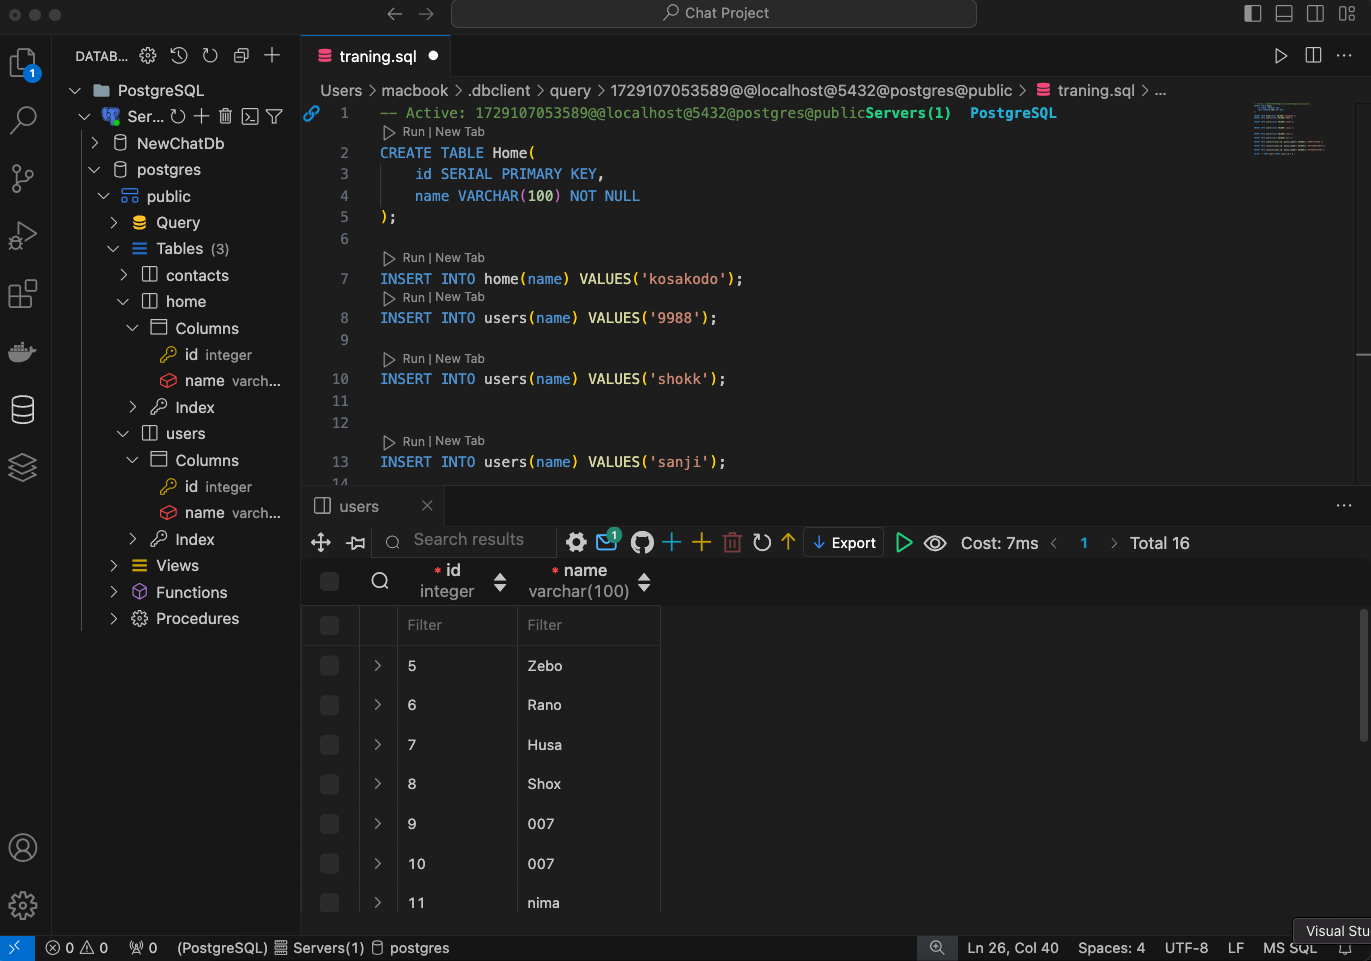 Chat Project
1
DATAB...
PostgreSQL
Ser...
NewChatDb
postgres
public
Query
Tables (3)
contacts
home
Columns
id integer
name varch...
Index
users
Columns
id integer
name varch...
Index
Views
Functions
Procedures
traning.sql
Users > macbook > .dbclient > query > 1729107053589@@localhost@5432@postgres@public > traning.sql > ...
1 -- Active: 1729107053589@@localhost@5432@postgres@publicServers(1) PostgreSQL
Run | New Tab
2 CREATE TABLE Home(
3 id SERIAL PRIMARY KEY,
4 name VARCHAR(100) NOT NULL
5 );
6
Run | New Tab
7 INSERT INTO home(name) VALUES('kosakodo');
Run | New Tab
8 INSERT INTO users(name) VALUES('9988');
9
Run | New Tab
10 INSERT INTO users(name) VALUES('shokk');
11
12
Run | New Tab
13 INSERT INTO users(name) VALUES('sanji');
14
users
Search results
1
Export
Cost: 7ms < 1 > Total 16
* id
integer
* name
varchar(100)
Filter Filter
5 Zebo
6 Rano
7 Husa
8 Shox
9 007
10 007
11 nima
Visual Stu
0 0 0 (PostgreSQL) Servers(1) postgres Ln 26, Col 40 Spaces: 4 UTF-8 LF MS SQL